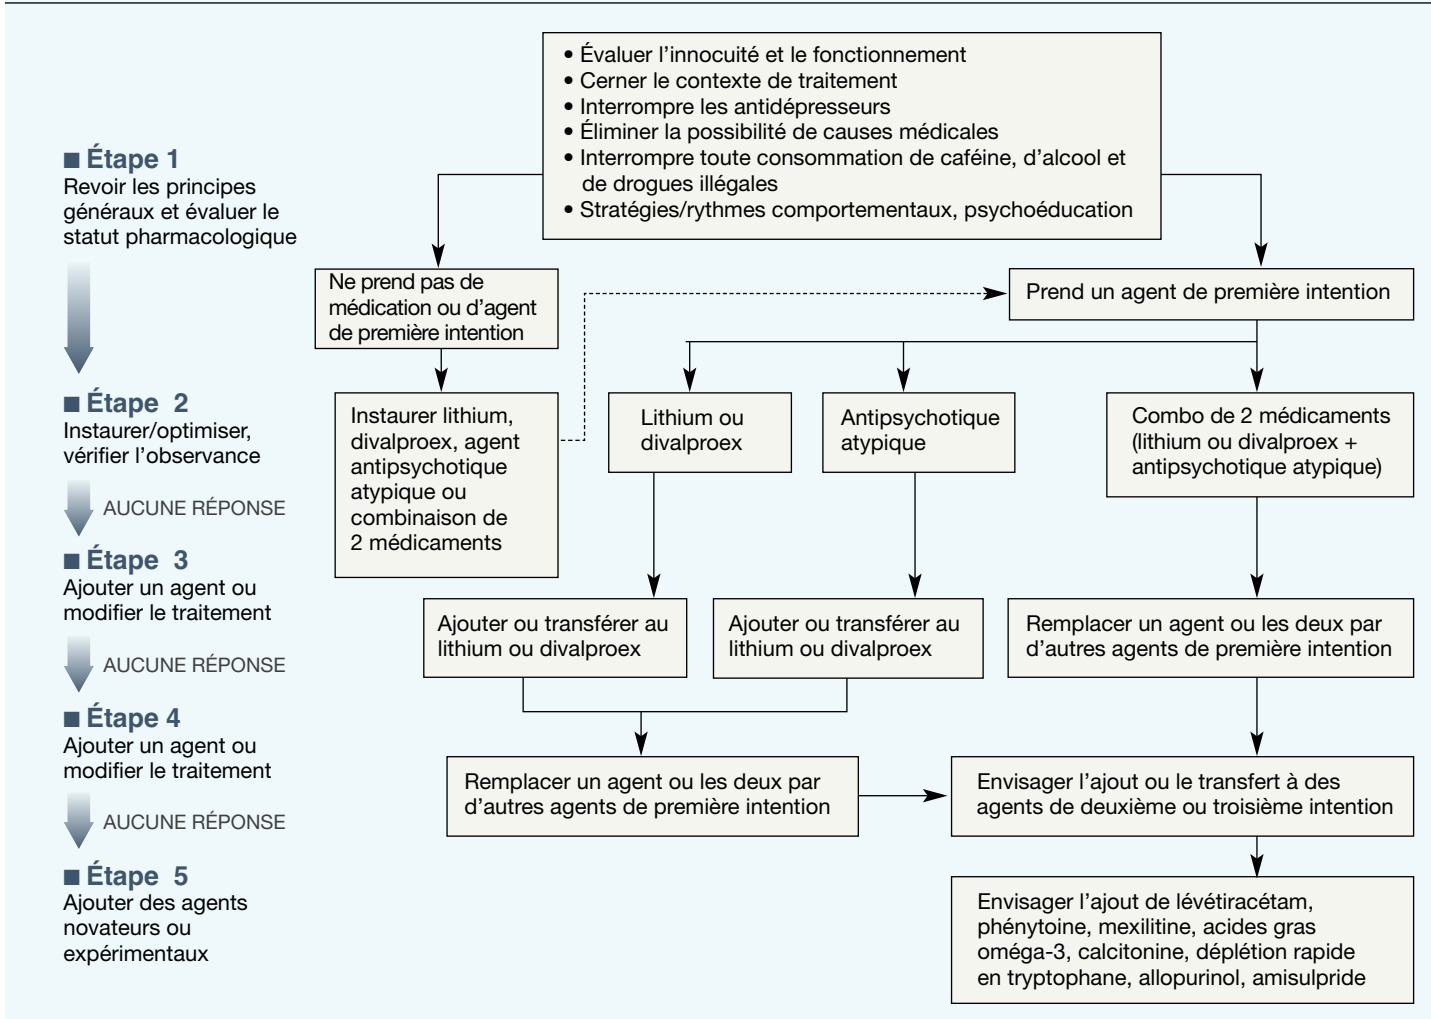 • Évaluer l'innocuité et le fonctionnement
• Cerner le contexte de traitement
• Interrompre les antidépresseurs
• Éliminer la possibilité de causes médicales
• Interrompre toute consommation de caféine, d'alcool et
de drogues illégales
• Stratégies/rythmes comportementaux, psychoéducation
■ Étape 1
Revoir les principes
généraux et évaluer le
statut pharmacologique
Ne prend pas de
médication ou d'agent
de première intention
Prend un agent de première intention
■ Étape 2
Instaurer/optimiser,
vérifier l'observance
Instaurer lithium,
divalproex, agent
antipsychotique
atypique ou
combinaison de
2 médicaments
Lithium ou
divalproex
Antipsychotique
atypique
Combo de 2 médicaments
(lithium ou divalproex +
antipsychotique atypique)
AUCUNE RÉPONSE
■ Étape 3
Ajouter un agent ou
modifier le traitement
Ajouter ou transférer au
lithium ou divalproex
Ajouter ou transférer au
lithium ou divalproex
Remplacer un agent ou les deux par
d'autres agents de première intention
AUCUNE RÉPONSE
■ Étape 4
Ajouter un agent ou
modifier le traitement
Remplacer un agent ou les deux par
d'autres agents de première intention
Envisager l'ajout ou le transfert à des
agents de deuxième ou troisième intention
AUCUNE RÉPONSE
■ Étape 5
Ajouter des agents
novateurs ou
expérimentaux
Envisager l'ajout de lévétiracétam,
phénytoine, mexilitine, acides gras
oméga-3, calcitonine, déplétion rapide
en tryptophane, allopurinol, amisulpride